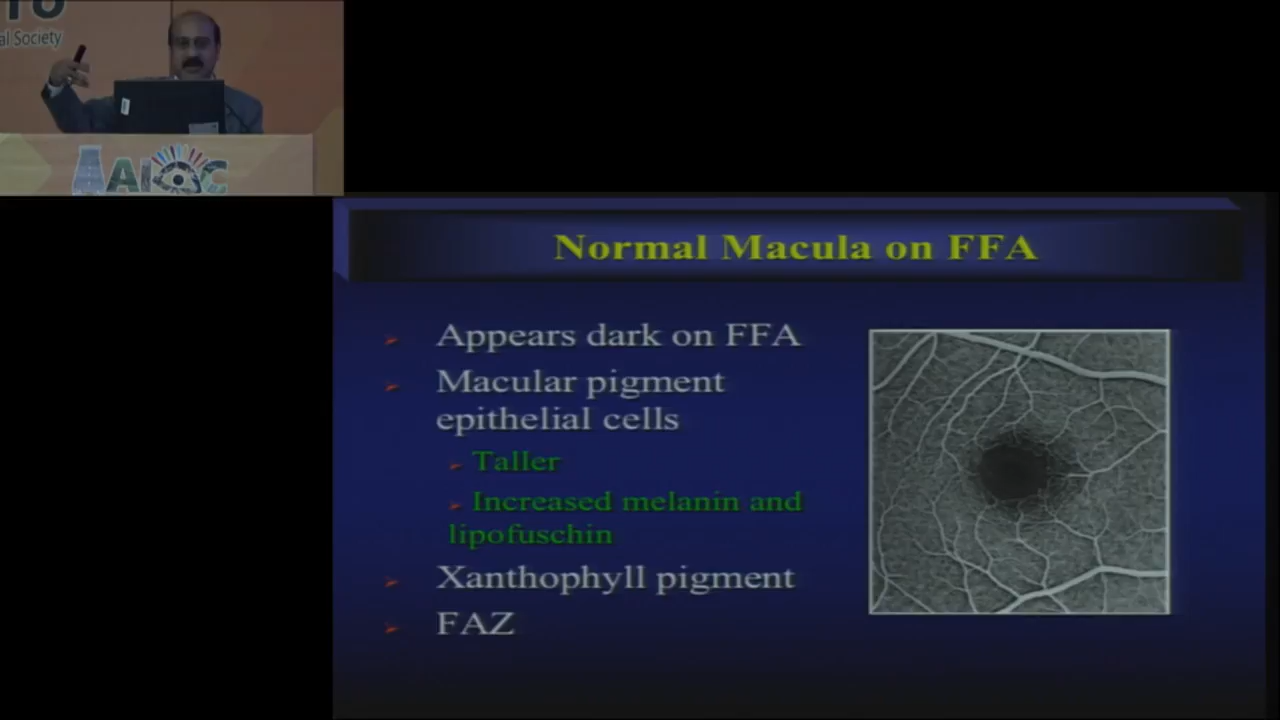 al Society
AIOC
Normal Macula on FFA
Appears dark on FFA
Macular pigment
epithelial cells
Taller
Increased melanin and
lipofuschin
Xanthophyll pigment
FAZ